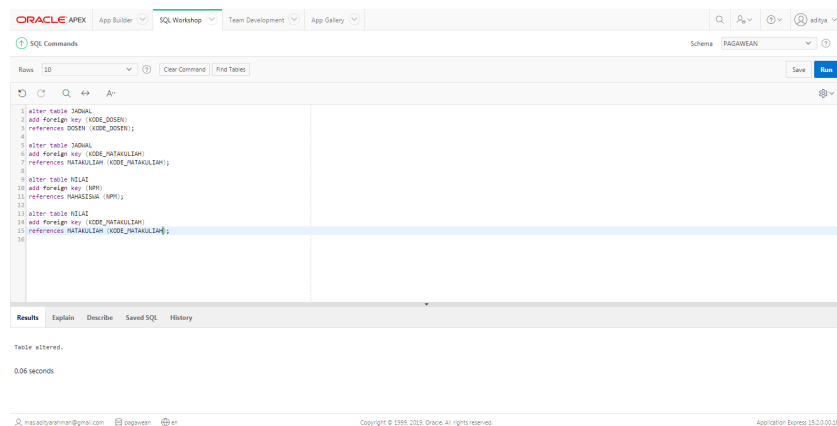 ORACLE APEX App Builder SQL Workshop Team Development App Gallery aditya
SQL Commands Schema PAGAWEAN
Rows 10 Clear Command Find Tables Save Run
A
1 alter table JADWAL
2 add foreign key (KODE_DOSEN)
3 references DOSEN (KODE_DOSEN);
4
5 alter table JADWAL
6 add foreign key (KODE_MATAKULIAH)
7 references MATAKULIAH (KODE_MATAKULIAH);
8
9 alter table NILAI
10 add foreign key (NPM)
11 references MAHASISWA (NPM);
12
13 alter table NILAI
14 add foreign key (KODE_MATAKULIAH)
15 references MATAKULIAH (KODE_MATAKULIAH);
16
Results Explain Describe Saved SQL History
Table altered.
0.06 seconds
mas.adityarahman@gmail.com pagawean en Copyright © 1999, 2019, Oracle. All rights reserved. Application Express 19.2.0.00.18